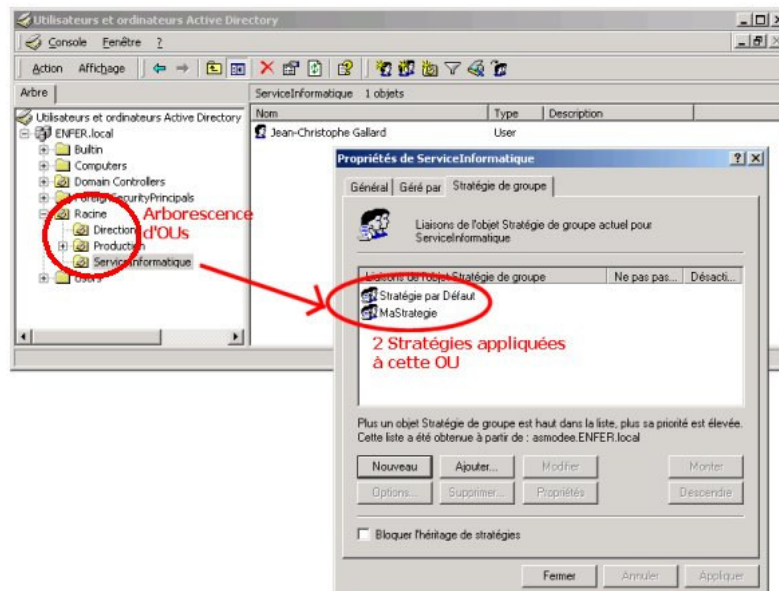 Utilisateurs et ordinateurs Active Directory
Console Fenêtre ?
Action Affichage
Arbre
ServiceInformatique 1 objets
Nom Type Description
Utilisateurs et ordinateurs Active Directory
ENFER.local
Builtin
Computers
Domain Controllers
ForeignSecurityPrincipals
Racine
Direction
Production
ServiceInformatique
Users
Arborescence
d'OUs
Jean-Christophe Gallard User
Propriétés de ServiceInformatique
Général Géré par Stratégie de groupe
Liaisons de l'objet Stratégie de groupe actuel pour
ServiceInformatique
Liaisons de l'objet Stratégie de groupe Ne pas pas... Désacti...
Stratégie par Défaut
MaStrategie
2 Stratégies appliquées
à cette OU
Plus un objet Stratégie de groupe est haut dans la liste, plus sa priorité est élevée.
Cette liste a été obtenue à partir de : asmodee.ENFER.local
Nouveau Ajouter... Modifier Monter
Options... Supprimer... Propriétés Descendre
Bloquer l'héritage de stratégies
Fermer Annuler Appliquer